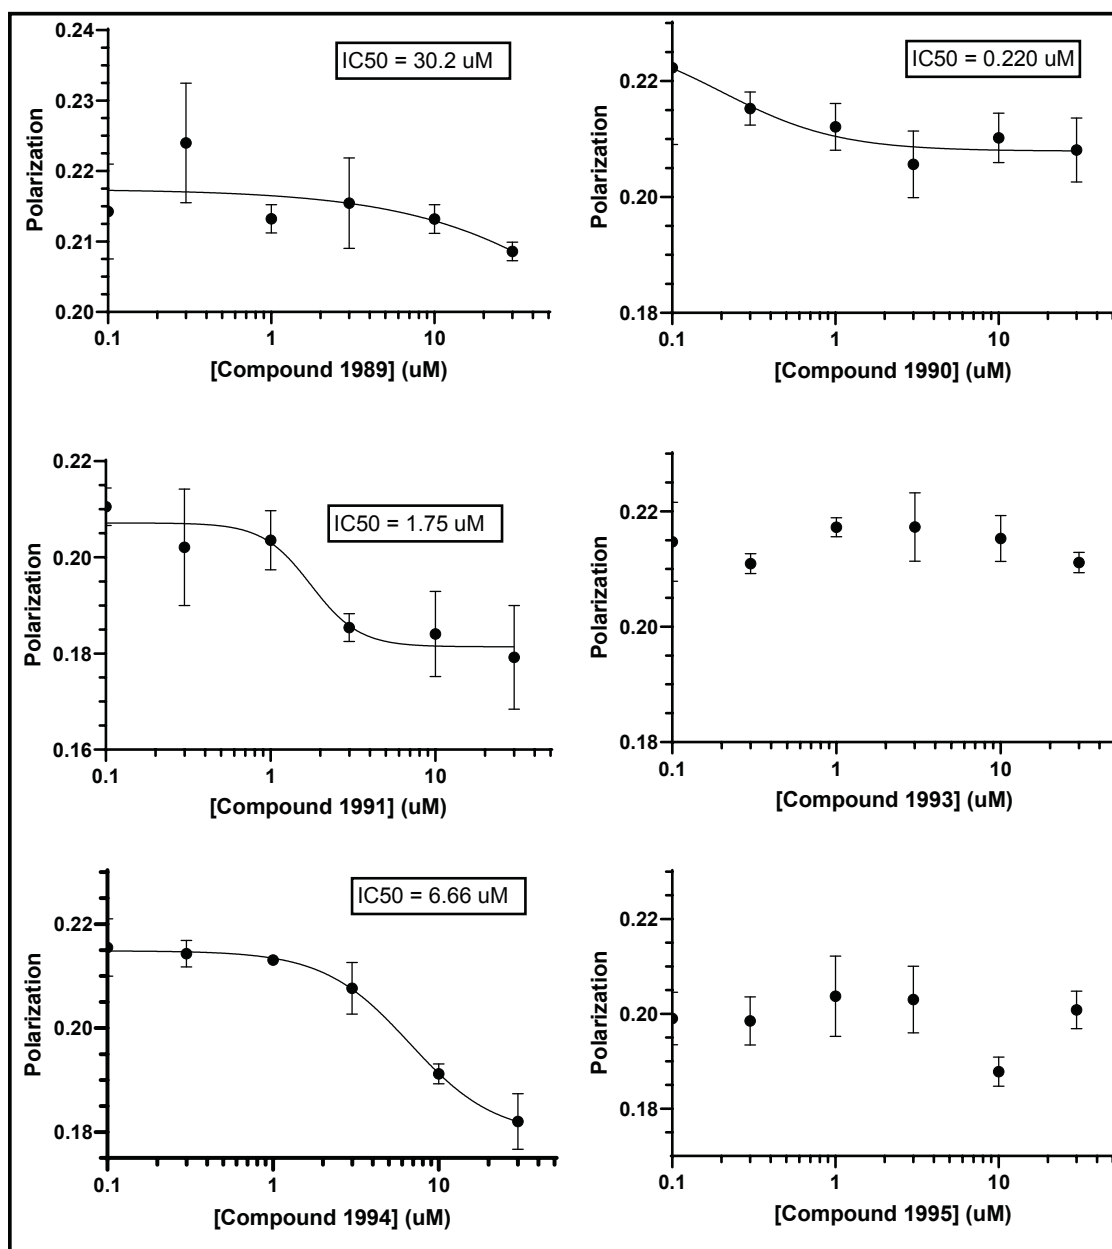 0.24
0.23
0.22
0.21
0.20
Polarization
IC50 = 30.2 uM
0.1
1
10
[Compound 1989] (uM)
0.22
0.20
0.18
Polarization
IC50 = 0.220 uM
0.1
1
10
[Compound 1990] (uM)
0.22
0.20
0.18
0.16
Polarization
IC50 = 1.75 uM
0.1
1
10
[Compound 1991] (uM)
0.22
0.20
0.18
Polarization
0.1
1
10
[Compound 1993] (uM)
0.22
0.20
0.18
Polarization
IC50 = 6.66 uM
0.1
1
10
[Compound 1994] (uM)
0.22
0.20
0.18
Polarization
0.1
1
10
[Compound 1995] (uM)